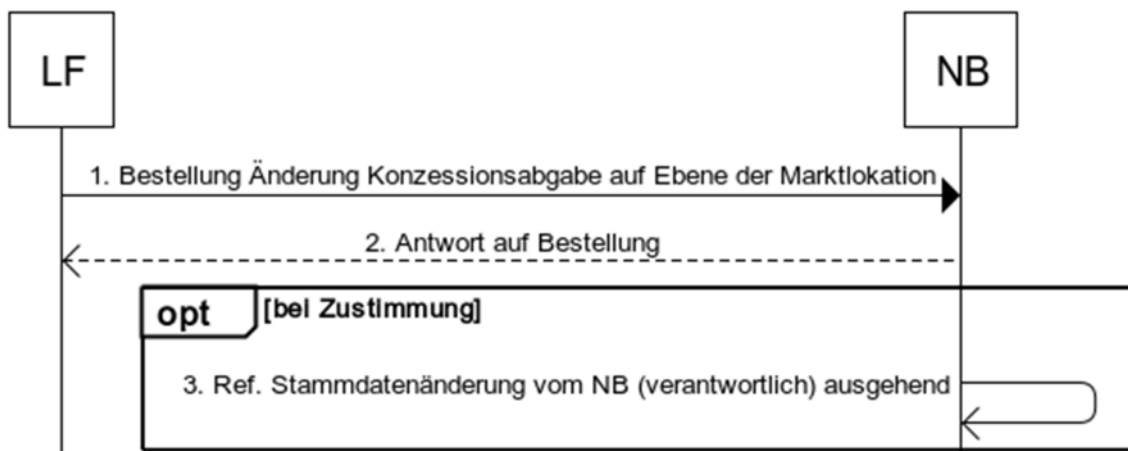 LF
NB
1. Bestellung Änderung Konzessionsabgabe auf Ebene der Marktlokation
2. Antwort auf Bestellung
opt [bei Zustimmung]
3. Ref. Stammdatenänderung vom NB (verantwortlich) ausgehend